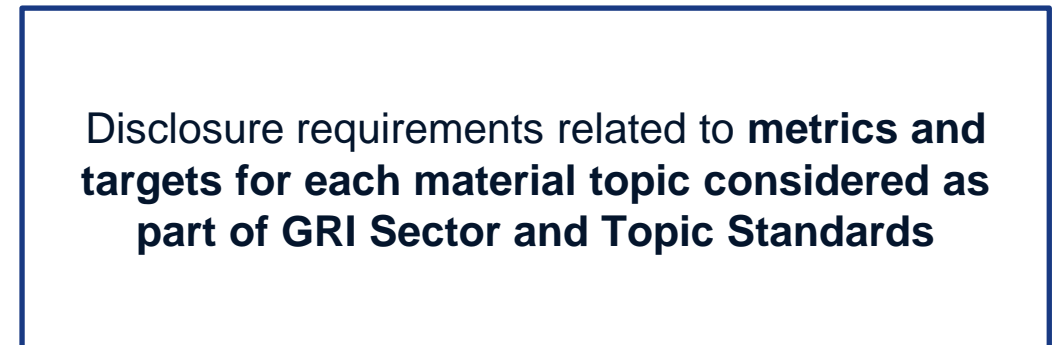 Disclosure requirements related to metrics and
targets for each material topic considered as
part of GRI Sector and Topic Standards